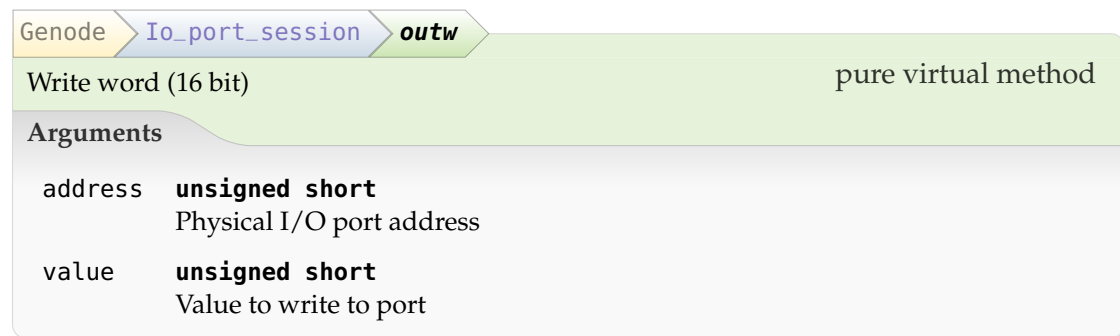 Genode Io_port_session outw
Write word (16 bit) pure virtual method
Arguments
address unsigned short
Physical I/O port address
value unsigned short
Value to write to port